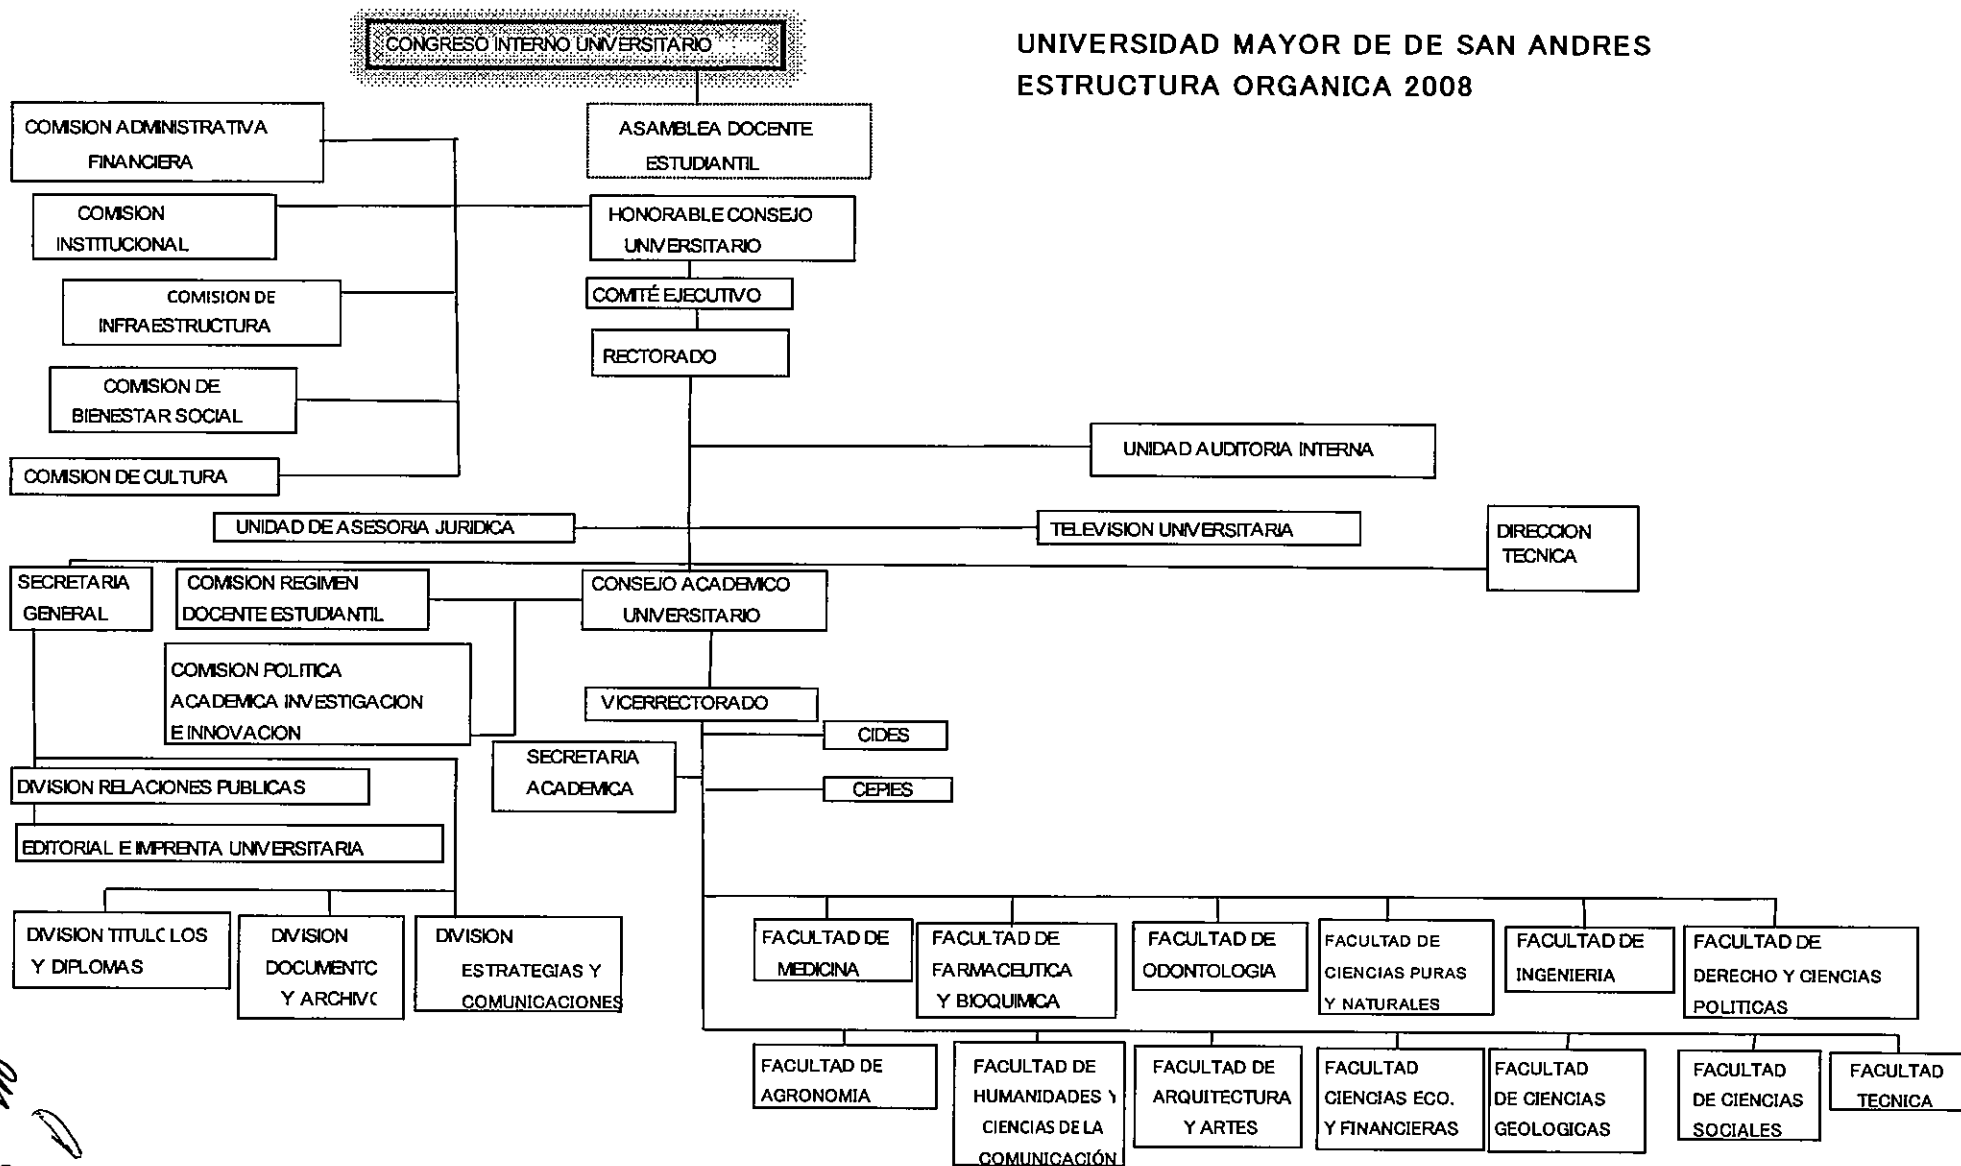 CONGRESO INTERNO UNIVERSITARIO
UNIVERSIDAD MAYOR DE DE SAN ANDRES
ESTRUCTURA ORGANICA 2008
COMISION ADMINISTRATIVA
FINANCIERA
ASAMBLEA DOCENTE
ESTUDIANTIL
COMISION
INSTITUCIONAL
HONORABLE CONSEJO
UNIVERSITARIO
COMISION DE
INFRAESTRUCTURA
COMITÉ EJECUTIVO
RECTORADO
COMISION DE
BIENESTAR SOCIAL
UNIDAD AUDITORIA INTERNA
COMISION DE CULTURA
UNIDAD DE ASESORIA JURIDICA
TELEVISION UNIVERSITARIA
DIRECCION
TECNICA
SECRETARIA
GENERAL
COMISION REGIMEN
DOCENTE ESTUDIANTIL
CONSEJO ACADEMICO
UNIVERSITARIO
COMISION POLITICA
ACADEMICA INVESTIGACION
E INNOVACION
VICERRECTORADO
CIDES
SECRETARIA
ACADEMICA
CEPIES
DIVISION RELACIONES PUBLICAS
EDITORIAL E IMPRENTA UNIVERSITARIA
DIVISION TITULC LOS
Y DIPLOMAS
DIVISION
DOCUMENTC
Y ARCHIVC
DIVISION
ESTRATEGIAS Y
COMUNICACIONES
FACULTAD DE
MEDICINA
FACULTAD DE
FARMACEUTICA
Y BIOQUIMICA
FACULTAD DE
ODONTOLOGIA
FACULTAD DE
CIENCIAS PURAS
Y NATURALES
FACULTAD DE
INGENIERIA
FACULTAD DE
DERECHO Y CIENCIAS
POLITICAS
FACULTAD DE
AGRONOMIA
FACULTAD DE
HUMANIDADES Y
CIENCIAS DE LA
COMUNICACIÓN
FACULTAD DE
ARQUITECTURA
Y ARTES
FACULTAD
CIENCIAS ECO.
Y FINANCIERAS
FACULTAD
DE CIENCIAS
GEOLOGICAS
FACULTAD
DE CIENCIAS
SOCIALES
FACULTAD
TECNICA